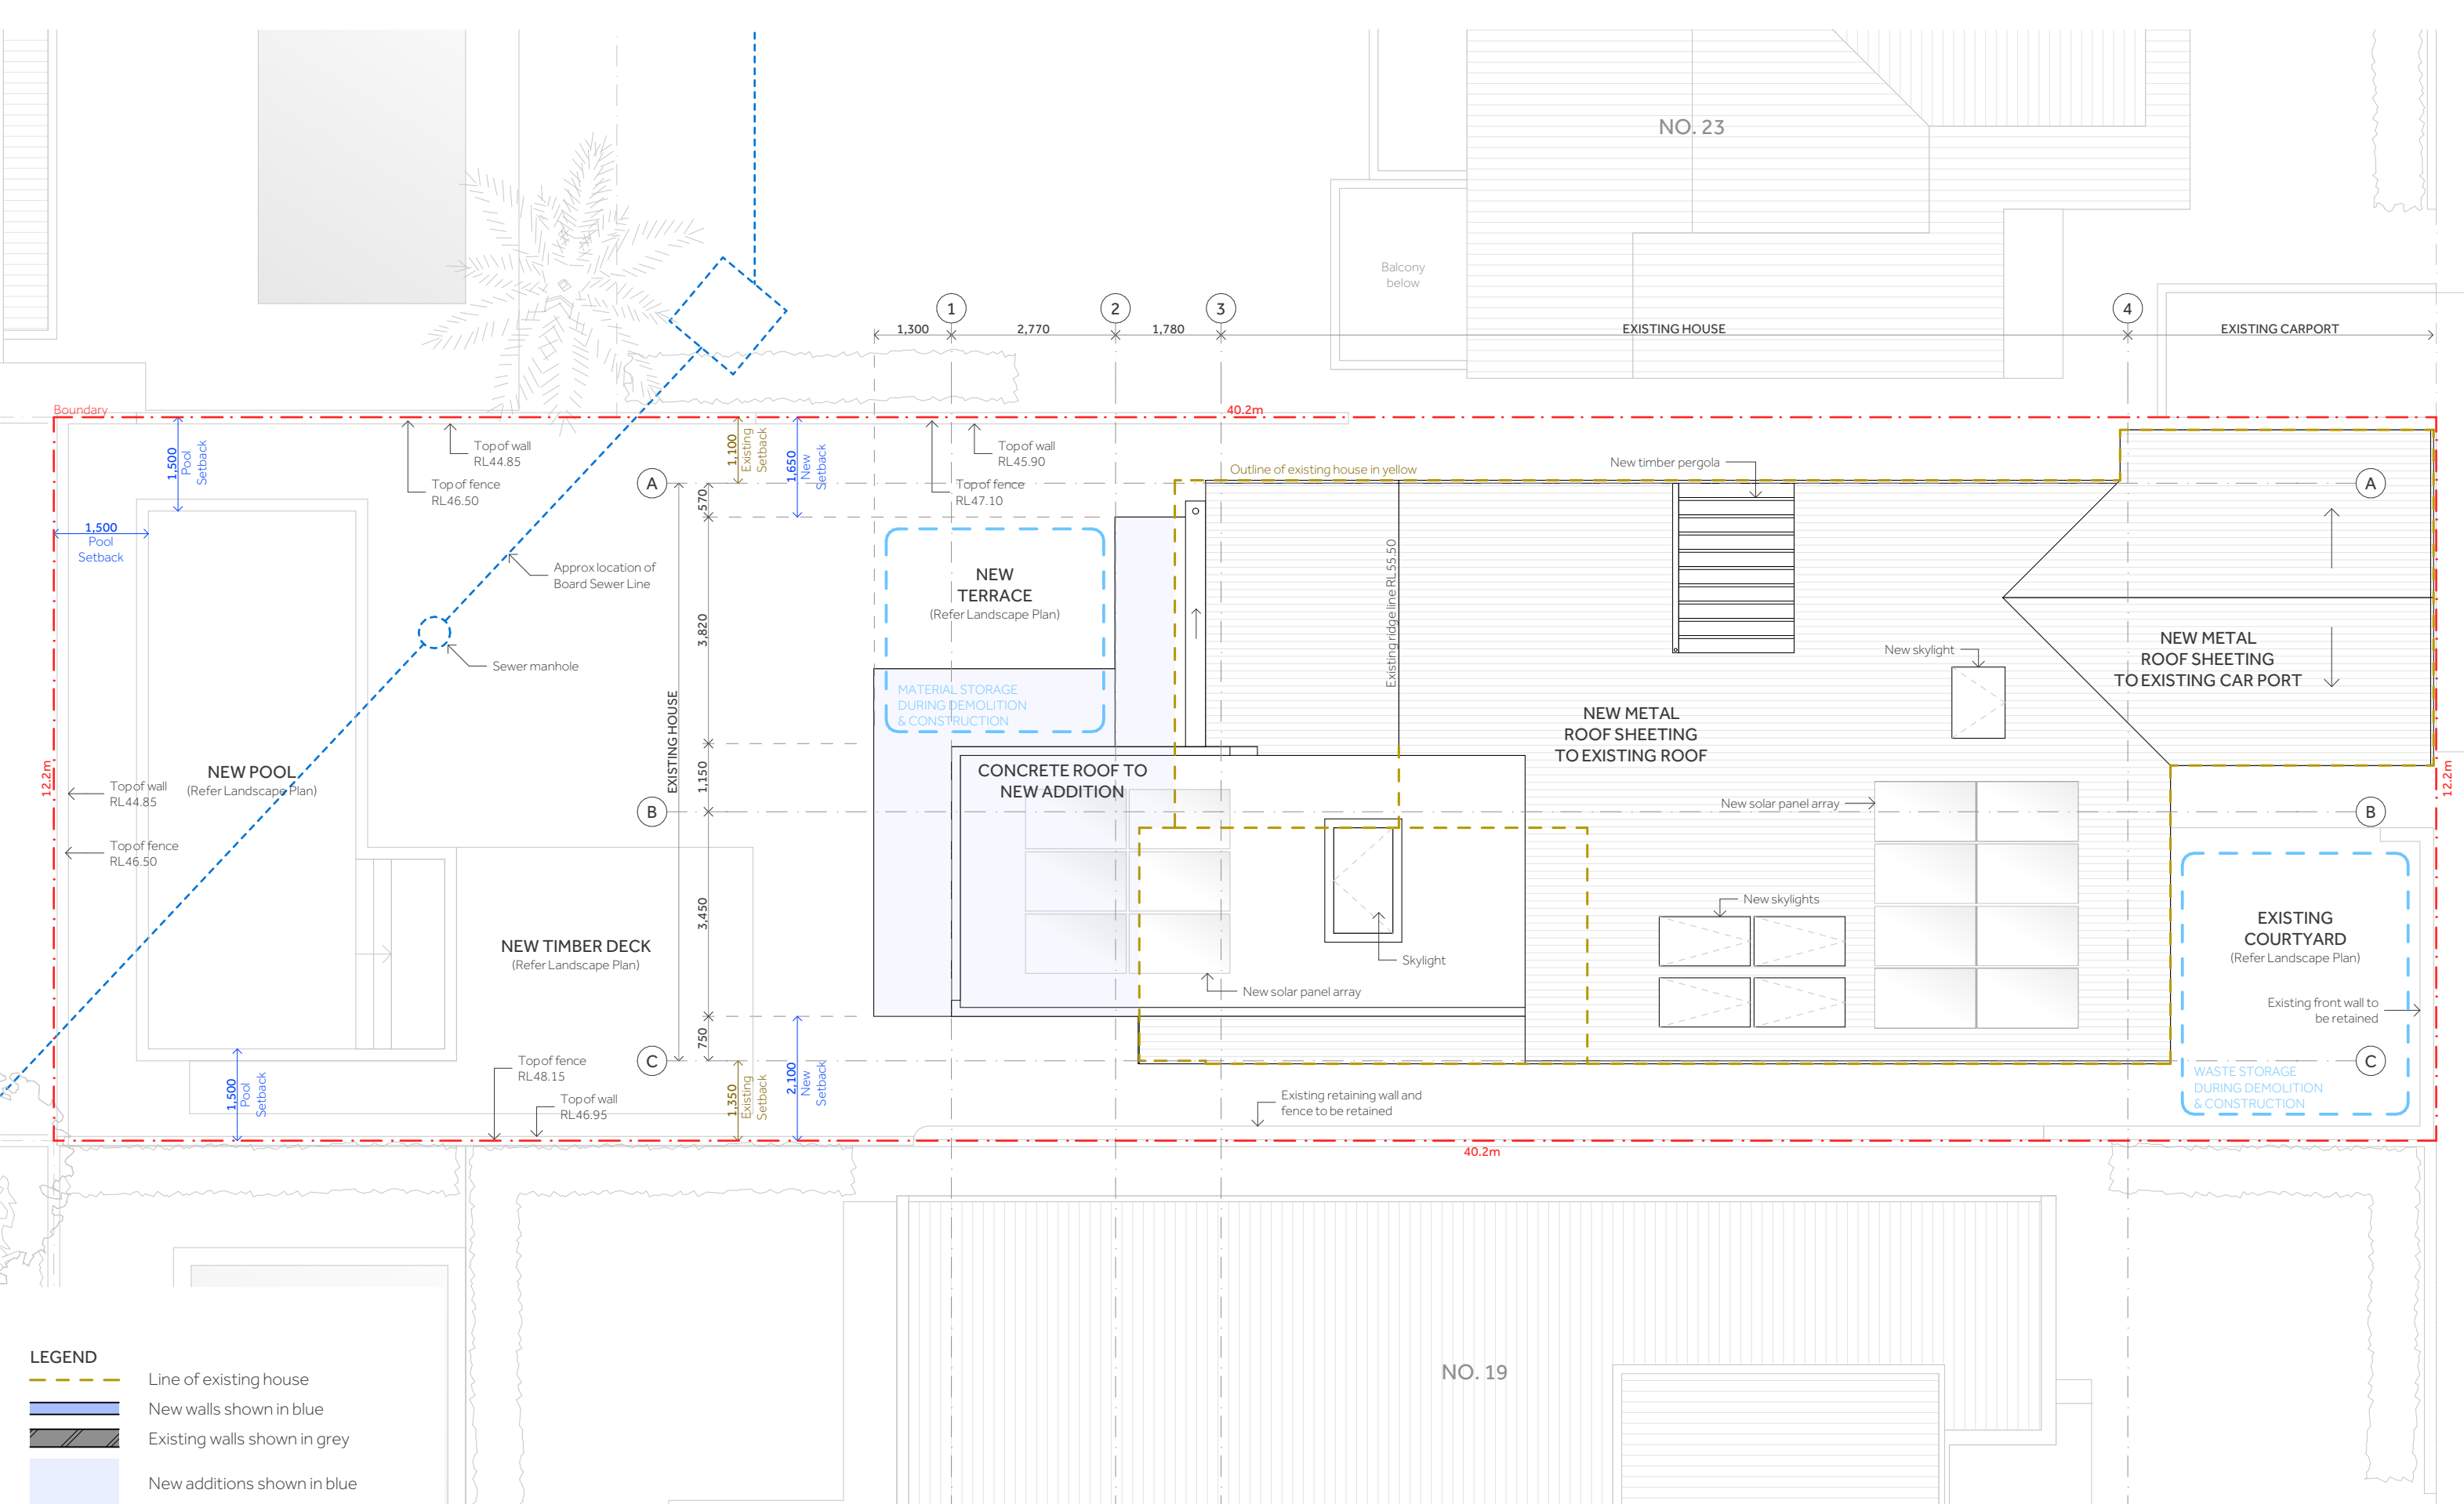 NO. 23
Balcony
below
1
2
3
4
1,300
2,770
1,780
EXISTING HOUSE
EXISTING CARPORT
Boundary
40.2m
1,500
Pool
Setback
Top of wall
RL44.85
Top of fence
RL46.50
1,100
Existing
Setback
1,650
New
Setback
Top of wall
RL45.90
Top of fence
RL47.10
Outline of existing house in yellow
New timber pergola
A
A
570
1,500
Pool
Setback
Approx location of
Board Sewer Line
NEW
TERRACE
(Refer Landscape Plan)
Existing ridge line RL55.50
3,820
Sewer manhole
New skylight
NEW METAL
ROOF SHEETING
TO EXISTING CAR PORT
MATERIAL STORAGE
DURING DEMOLITION
& CONSTRUCTION
EXISTING HOUSE
NEW METAL
ROOF SHEETING
TO EXISTING ROOF
12.2m
Top of wall
RL44.85
NEW POOL
(Refer Landscape Plan)
1,150
CONCRETE ROOF TO
NEW ADDITION
12.2m
New solar panel array
B
B
Top of fence
RL46.50
3,450
New skylights
EXISTING
COURTYARD
(Refer Landscape Plan)
NEW TIMBER DECK
(Refer Landscape Plan)
Skylight
New solar panel array
Existing front wall to
be retained
750
C
C
1,500
Pool
Setback
Top of fence
RL48.15
Top of wall
RL46.95
1,350
Existing
Setback
2,100
New
Setback
Existing retaining wall and
fence to be retained
WASTE STORAGE
DURING DEMOLITION
& CONSTRUCTION
40.2m
NO. 19
LEGEND
Line of existing house
New walls shown in blue
Existing walls shown in grey
New additions shown in blue